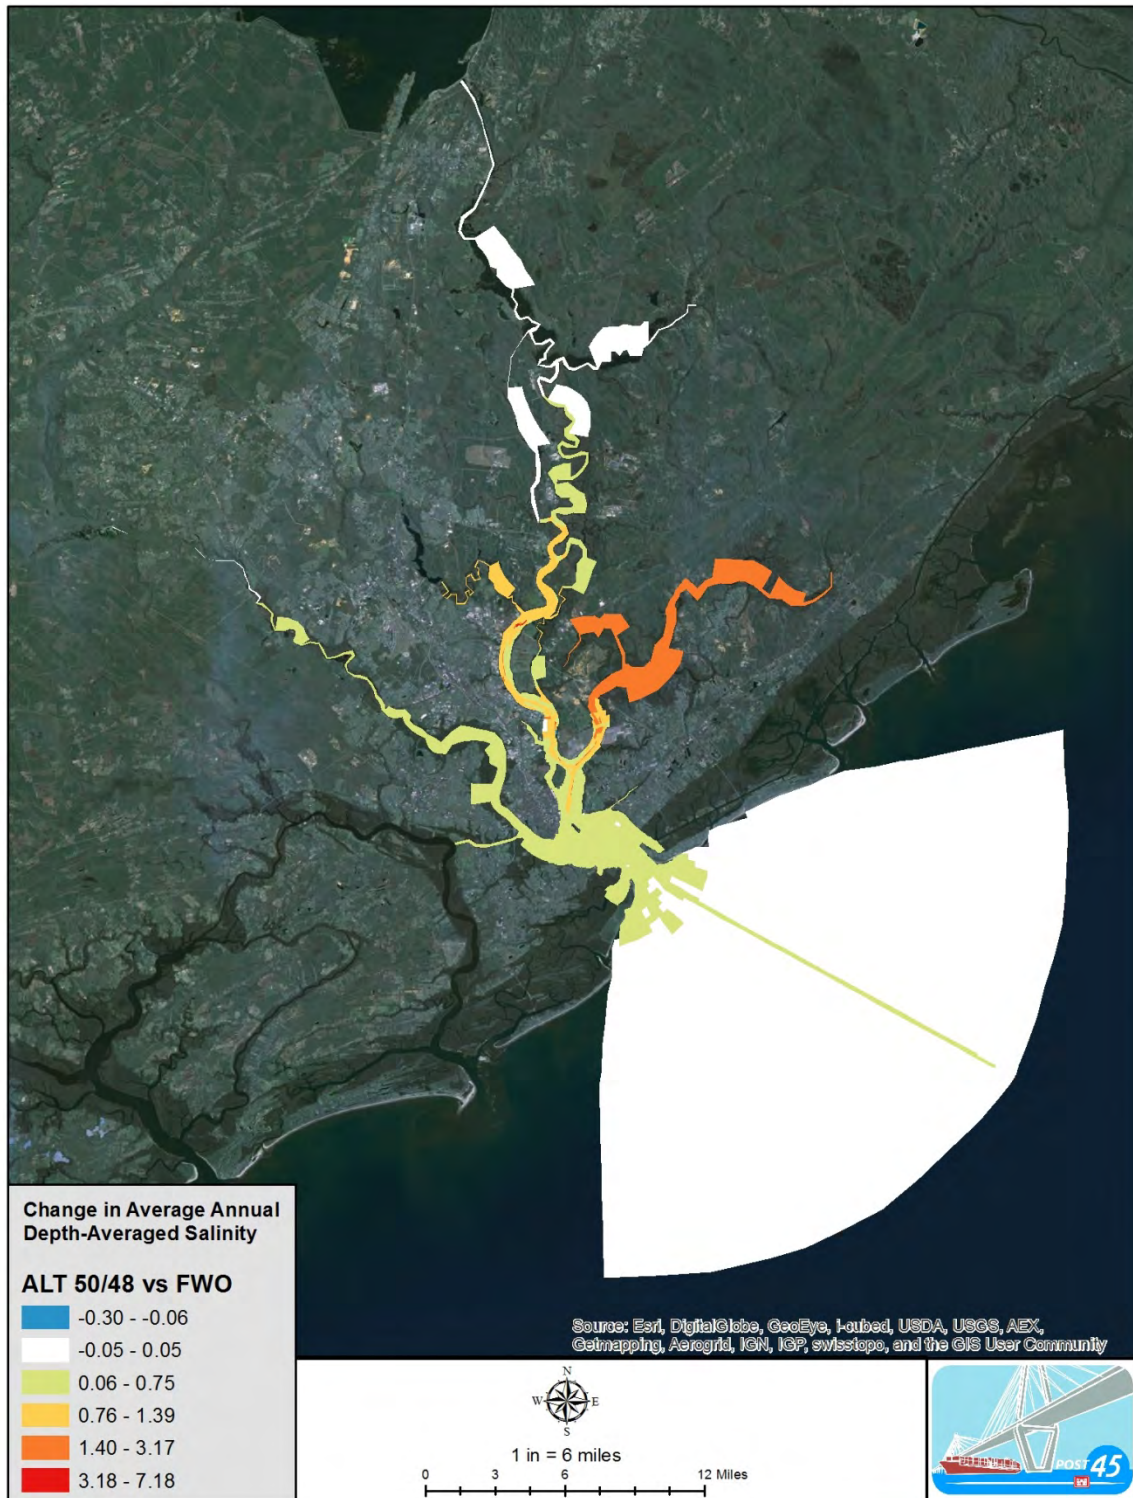 Change in Average Annual
Depth-Averaged Salinity
ALT 50/48 vs FWO
-0.30 - -0.06
-0.05 - 0.05
0.06 - 0.75
0.76 - 1.39
1.40 - 3.17
3.18 - 7.18
Source: Esri, DigitalGlobe, GeoEye, i-cubed, USDA, USGS, AEX,
Getmapping, Aerogrid, IGN, IGP, swisstopo, and the GIS User Community
N
W E
S
1 in = 6 miles
0 3 6 12 Miles
POST 45